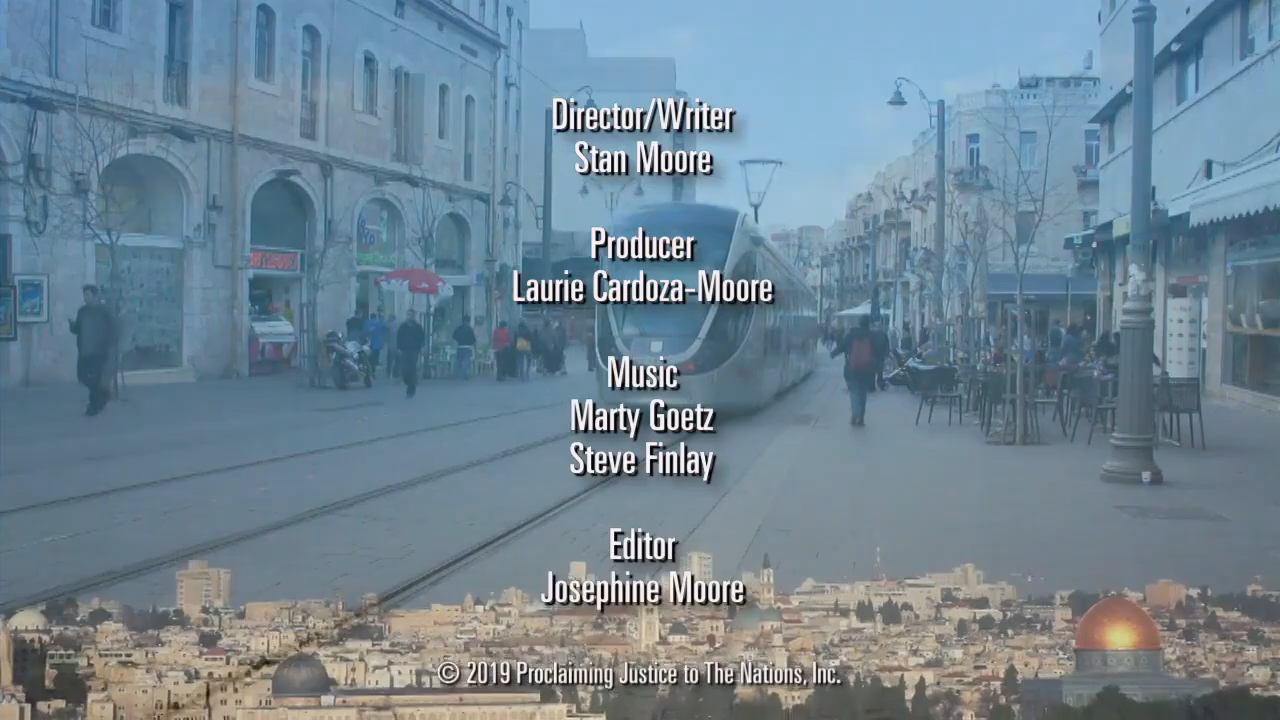 Director/Writer
Stan Moore
Producer
Laurie Cardoza-Moore
Music
Marty Goetz
Steve Finlay
Editor
Josephine Moore
© 2019 Proclaiming Justice to The Nations, Inc.